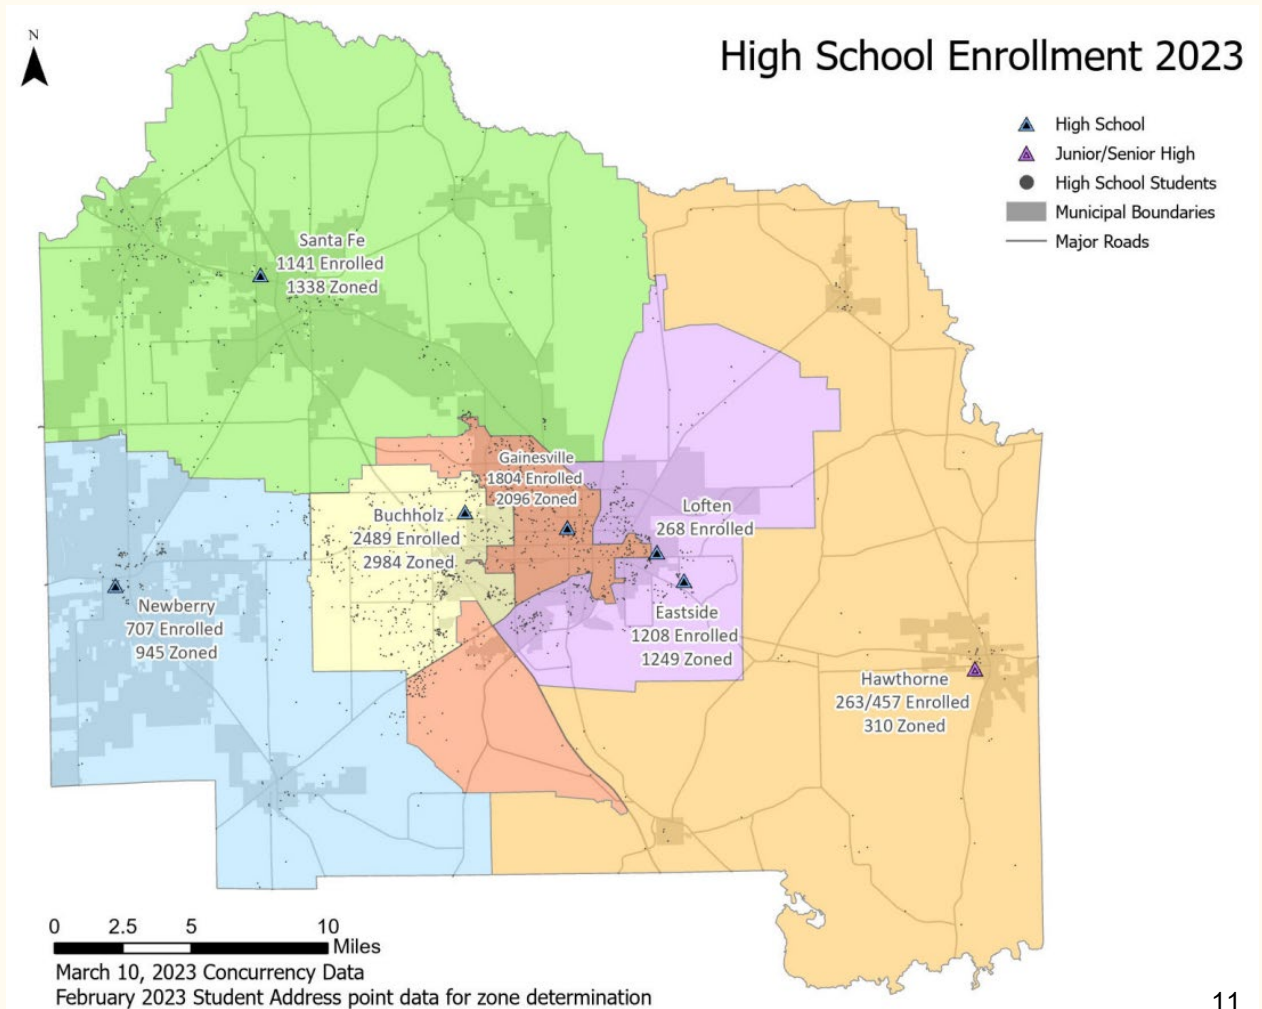 N
High School Enrollment 2023
High School
Junior/Senior High
High School Students
Municipal Boundaries
Major Roads
Santa Fe
1141 Enrolled
1338 Zoned
Gainesville
1804 Enrolled
2096 Zoned
Buchholz
2489 Enrolled
2984 Zoned
Loften
268 Enrolled
Newberry
707 Enrolled
945 Zoned
Eastside
1208 Enrolled
1249 Zoned
Hawthorne
263/457 Enrolled
310 Zoned
0 2.5 5 10
Miles
March 10, 2023 Concurrency Data
February 2023 Student Address point data for zone determination
11